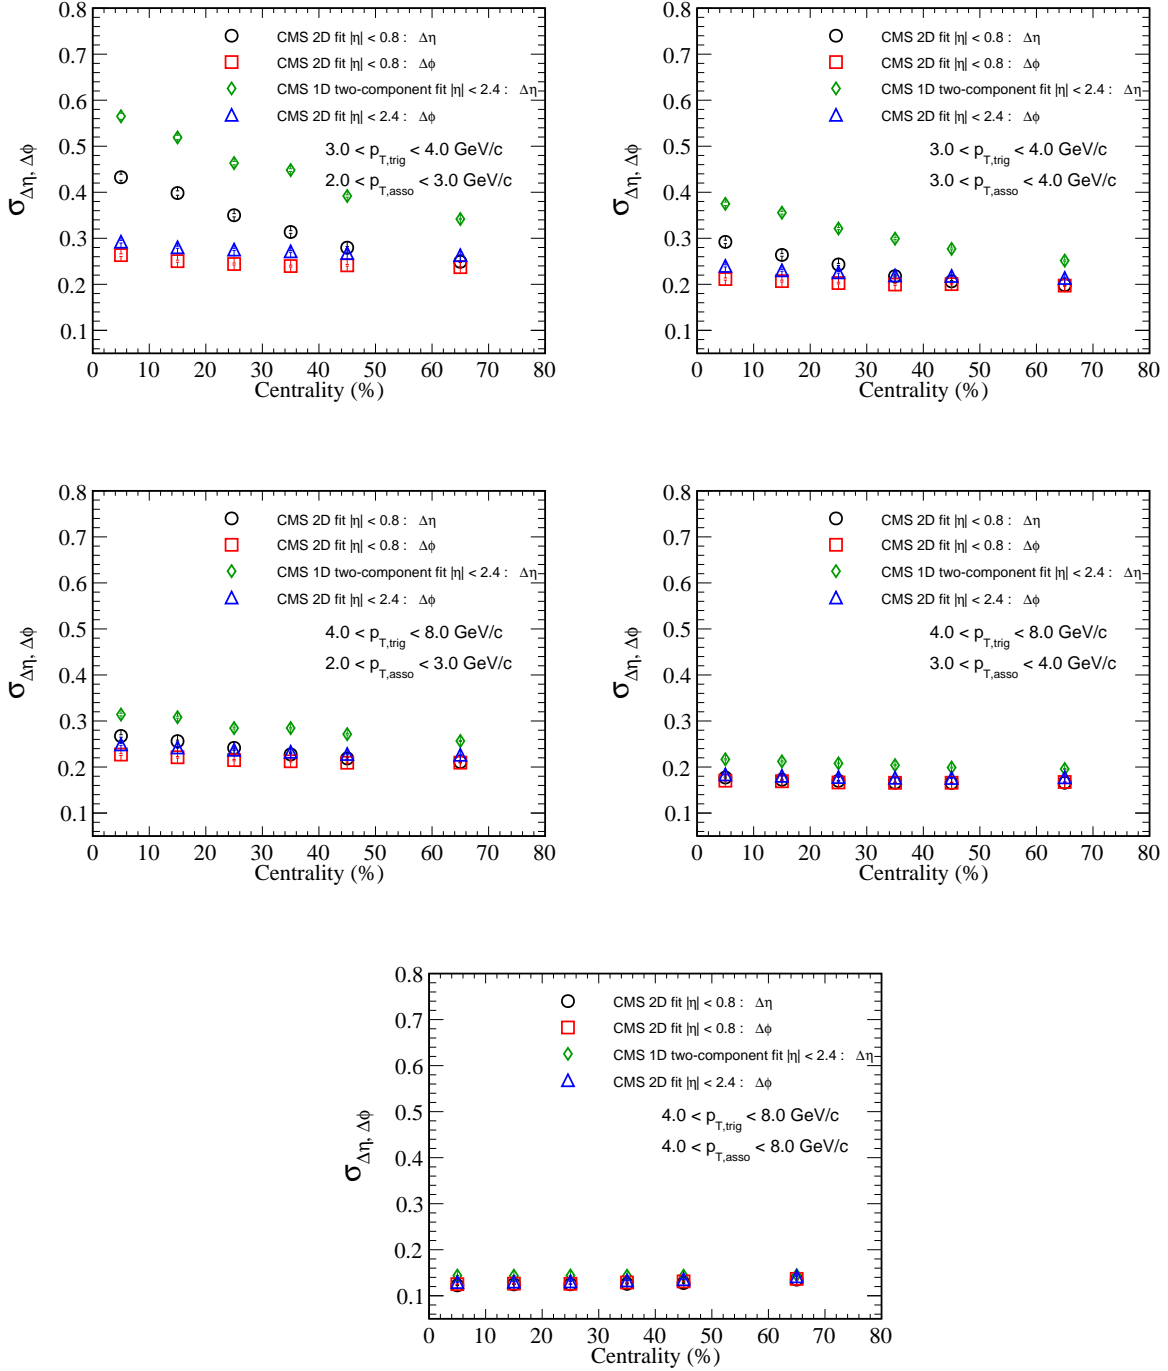 0.8
0.7
0.6
0.5
0.4
0.3
0.2
0.1
σΔη, Δϕ
CMS 2D fit |η| < 0.8 : Δη
CMS 2D fit |η| < 0.8 : Δϕ
CMS 1D two-component fit |η| < 2.4 : Δη
CMS 2D fit |η| < 2.4 : Δϕ
3.0 < pT,trig < 4.0 GeV/c
2.0 < pT,asso < 3.0 GeV/c
0 10 20 30 40 50 60 70 80
Centrality (%)
0.8
0.7
0.6
0.5
0.4
0.3
0.2
0.1
σΔη, Δϕ
CMS 2D fit |η| < 0.8 : Δη
CMS 2D fit |η| < 0.8 : Δϕ
CMS 1D two-component fit |η| < 2.4 : Δη
CMS 2D fit |η| < 2.4 : Δϕ
3.0 < pT,trig < 4.0 GeV/c
3.0 < pT,asso < 4.0 GeV/c
0 10 20 30 40 50 60 70 80
Centrality (%)
0.8
0.7
0.6
0.5
0.4
0.3
0.2
0.1
σΔη, Δϕ
CMS 2D fit |η| < 0.8 : Δη
CMS 2D fit |η| < 0.8 : Δϕ
CMS 1D two-component fit |η| < 2.4 : Δη
CMS 2D fit |η| < 2.4 : Δϕ
4.0 < pT,trig < 8.0 GeV/c
2.0 < pT,asso < 3.0 GeV/c
0 10 20 30 40 50 60 70 80
Centrality (%)
0.8
0.7
0.6
0.5
0.4
0.3
0.2
0.1
σΔη, Δϕ
CMS 2D fit |η| < 0.8 : Δη
CMS 2D fit |η| < 0.8 : Δϕ
CMS 1D two-component fit |η| < 2.4 : Δη
CMS 2D fit |η| < 2.4 : Δϕ
4.0 < pT,trig < 8.0 GeV/c
3.0 < pT,asso < 4.0 GeV/c
0 10 20 30 40 50 60 70 80
Centrality (%)
0.8
0.7
0.6
0.5
0.4
0.3
0.2
0.1
σΔη, Δϕ
CMS 2D fit |η| < 0.8 : Δη
CMS 2D fit |η| < 0.8 : Δϕ
CMS 1D two-component fit |η| < 2.4 : Δη
CMS 2D fit |η| < 2.4 : Δϕ
4.0 < pT,trig < 8.0 GeV/c
4.0 < pT,asso < 8.0 GeV/c
0 10 20 30 40 50 60 70 80
Centrality (%)